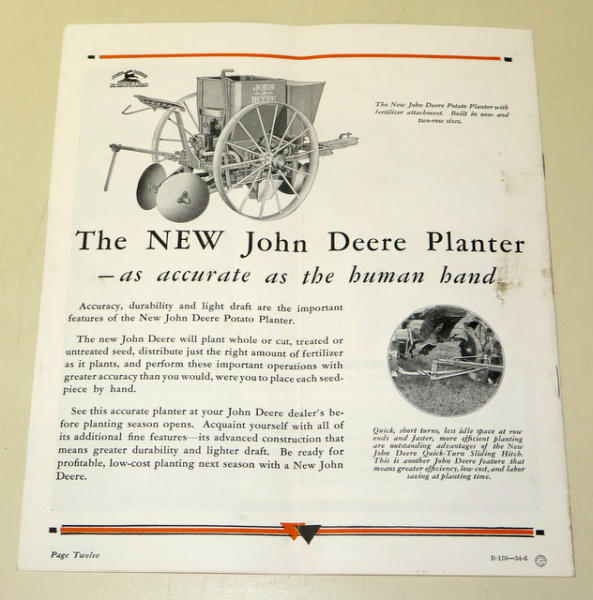 JOHN
DEERE
The New John Deere Potato Planter with
fertilizer attachment. Built in one- and
two-row sizes.
The NEW John Deere Planter
—as accurate as the human hand
Accuracy, durability and light draft are the important
features of the New John Deere Potato Planter.
The new John Deere will plant whole or cut, treated or
untreated seed, distribute just the right amount of fertilizer
as it plants, and perform these important operations with
greater accuracy than you would, were you to place each seed-
piece by hand.
See this accurate planter at your John Deere dealer's be-
fore planting season opens. Acquaint yourself with all of
its additional fine features—its advanced construction that
means greater durability and lighter draft. Be ready for
profitable, low-cost planting next season with a New John
Deere.
Quick, short turns, less idle space at row
ends and faster, more efficient planting
are outstanding advantages of the New
John Deere Quick-Turn Sliding Hitch.
This is another John Deere feature that
means greater efficiency, low cost, and labor
saving at planting time.
Page Twelve
B-159—34-6